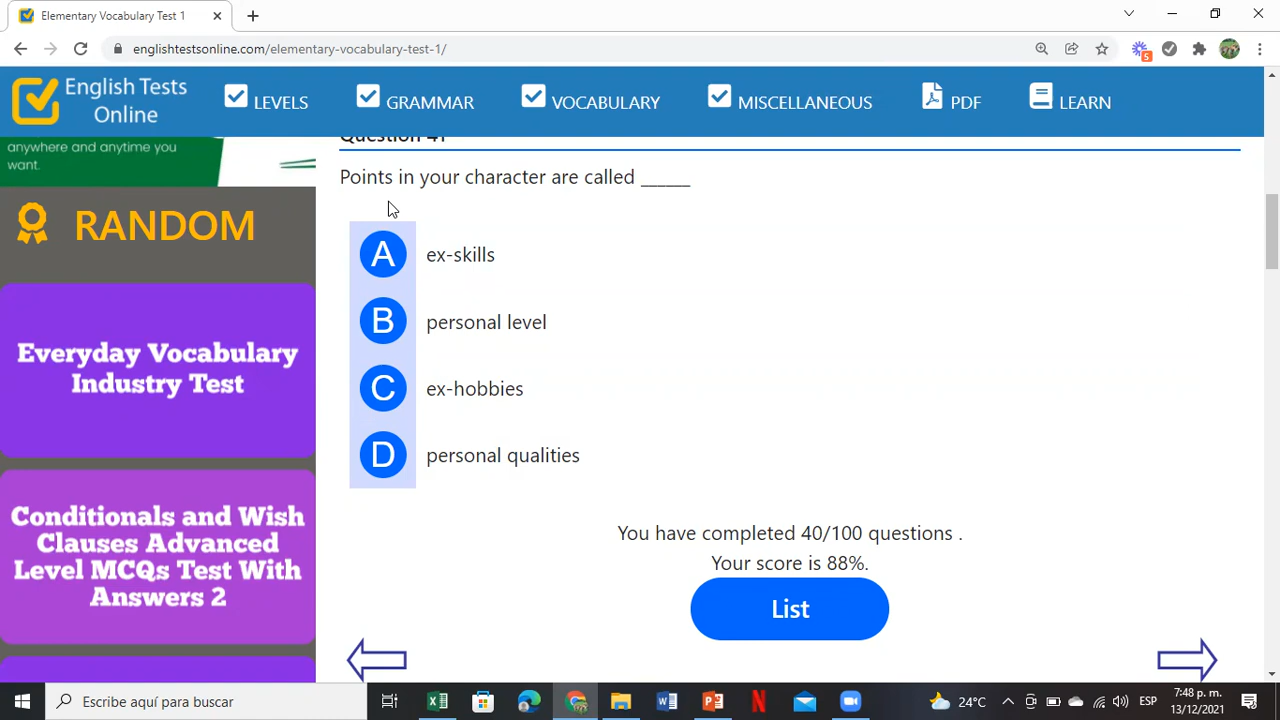 Elementary Vocabulary Test 1
englishtestsonline.com/elementary-vocabulary-test-1/
5
English Tests
Online
LEVELS
GRAMMAR
VOCABULARY
MISCELLANEOUS
PDF
LEARN
anywhere and anytime you
want.
RANDOM
Everyday Vocabulary
Industry Test
Conditionals and Wish
Clauses Advanced
Level MCQs Test With
Answers 2
Question 41
Points in your character are called ______
A ex-skills
B personal level
C ex-hobbies
D personal qualities
You have completed 40/100 questions .
Your score is 88%.
List
Escribe aquí para buscar
24°C
ESP
7:48 p. m.
13/12/2021